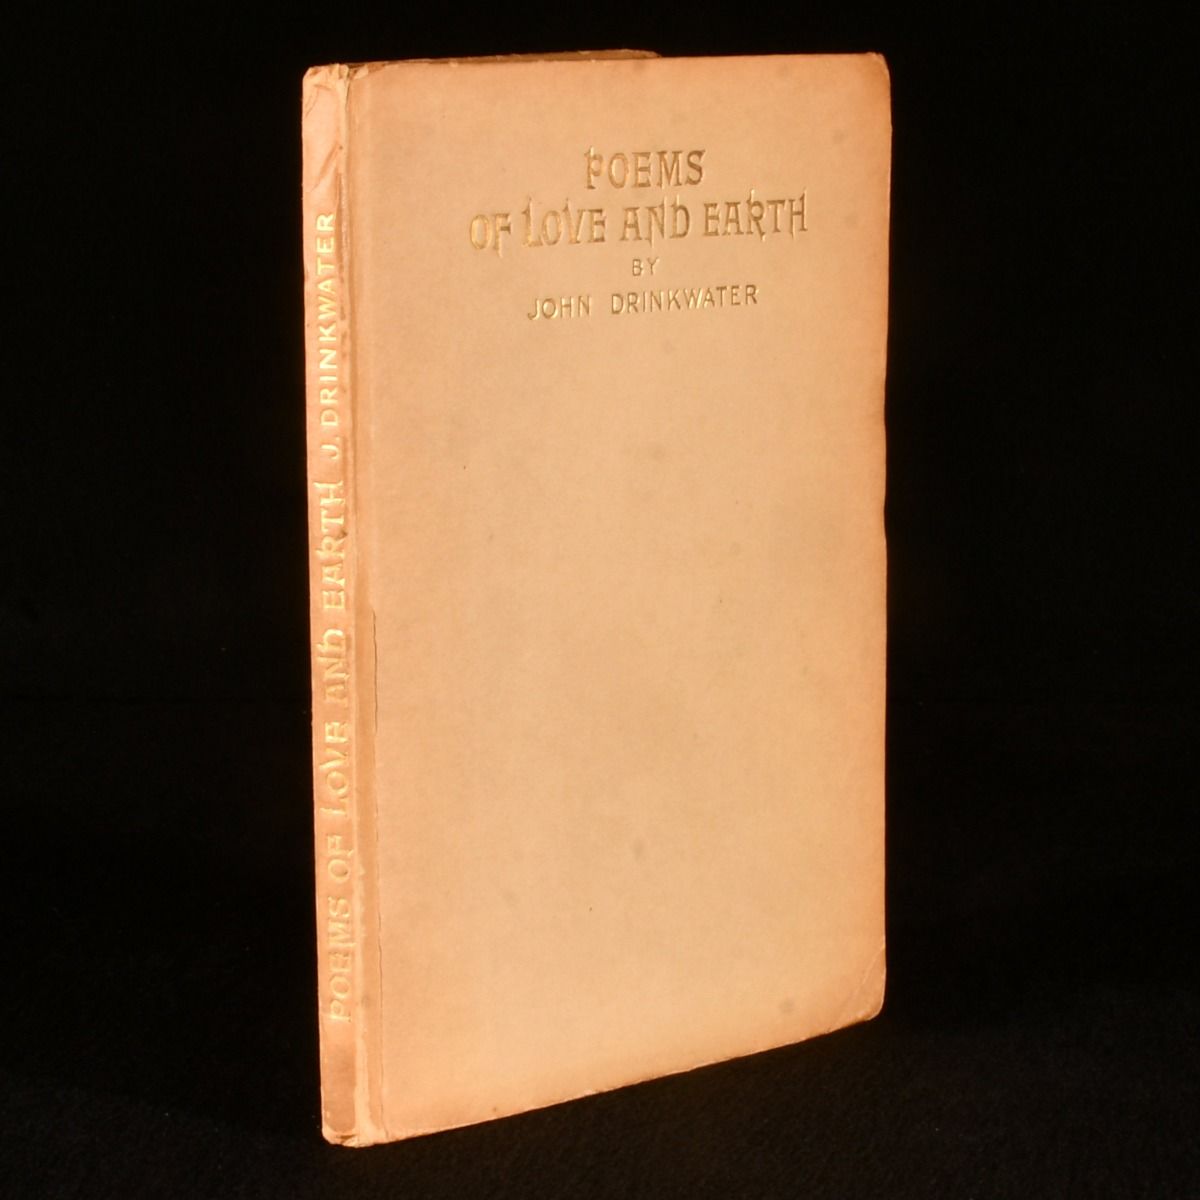 POEMS
OF LOVE AND EARTH
BY
JOHN DRINKWATER
POEMS OF LOVE AND EARTH J. DRINKWATER